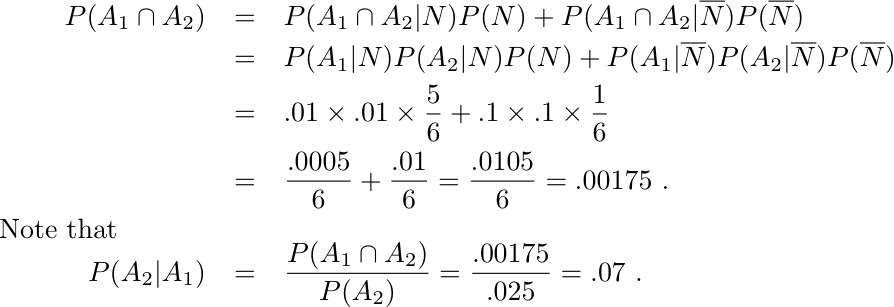 P(A₁ ∩ A₂) = P(A₁ ∩ A₂|N)P(N) + P(A₁ ∩ A₂|N̅)P(N̅)
= P(A₁|N)P(A₂|N)P(N) + P(A₁|N̅)P(A₂|N̅)P(N̅)
= .01 × .01 × 5/6 + .1 × .1 × 1/6
= .0005/6 + .01/6 = .0105/6 = .00175 .
Note that
P(A₂|A₁) = P(A₁ ∩ A₂)/P(A₂) = .00175/.025 = .07 .